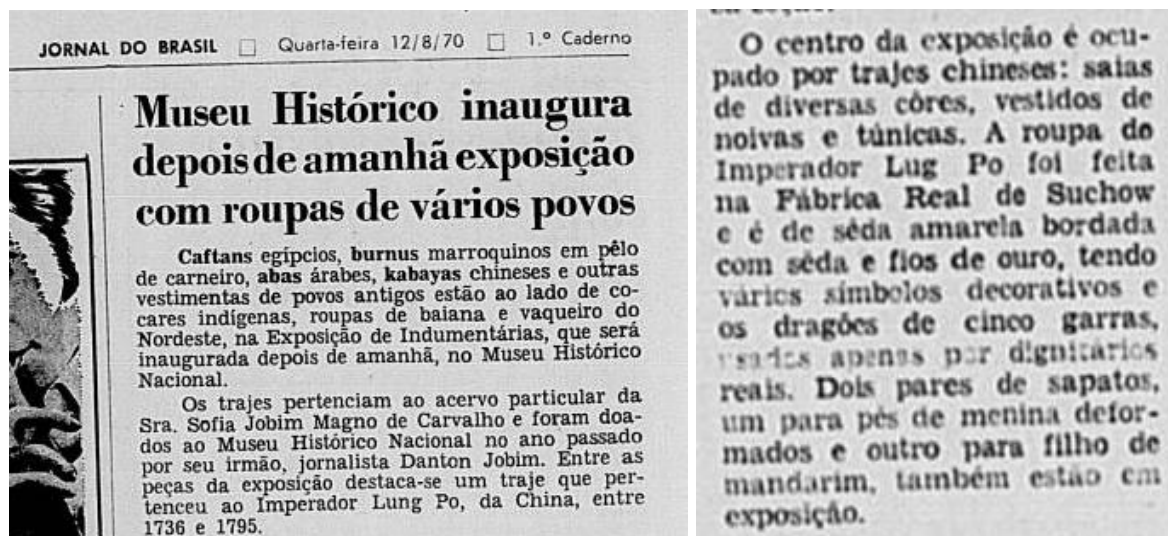 JORNAL DO BRASIL □ Quarta-feira 12/8/70 □ 1.º Caderno
Museu Histórico inaugura
depois de amanhã exposição
com roupas de vários povos
Caftans egípcios, burnus marroquinos em pêlo
de carneiro, abas árabes, kabayas chineses e outras
vestimentas de povos antigos estão ao lado de co-
cares indígenas, roupas de baiana e vaqueiro do
Nordeste, na Exposição de Indumentárias, que será
inaugurada depois de amanhã, no Museu Histórico
Nacional.
Os trajes pertenciam ao acervo particular da
Sra. Sofia Jobim Magno de Carvalho e foram doa-
dos ao Museu Histórico Nacional no ano passado
por seu irmão, jornalista Danton Jobim. Entre as
peças da exposição destaca-se um traje que per-
tenceu ao Imperador Lung Po, da China, entre
1736 e 1795.
O centro da exposição é ocu-
pado por trajes chineses: saias
de diversas côres, vestidos de
noivas e túnicas. A roupa do
Imperador Lug Po foi feita
na Fábrica Real de Suchow
e é de sêda amarela bordada
com sêda e fios de ouro, tendo
vários símbolos decorativos e
os dragões de cinco garras,
usados apenas por dignitários
reais. Dois pares de sapatos,
um para pés de menina defor-
mados e outro para filho de
mandarim, também estão em
exposição.